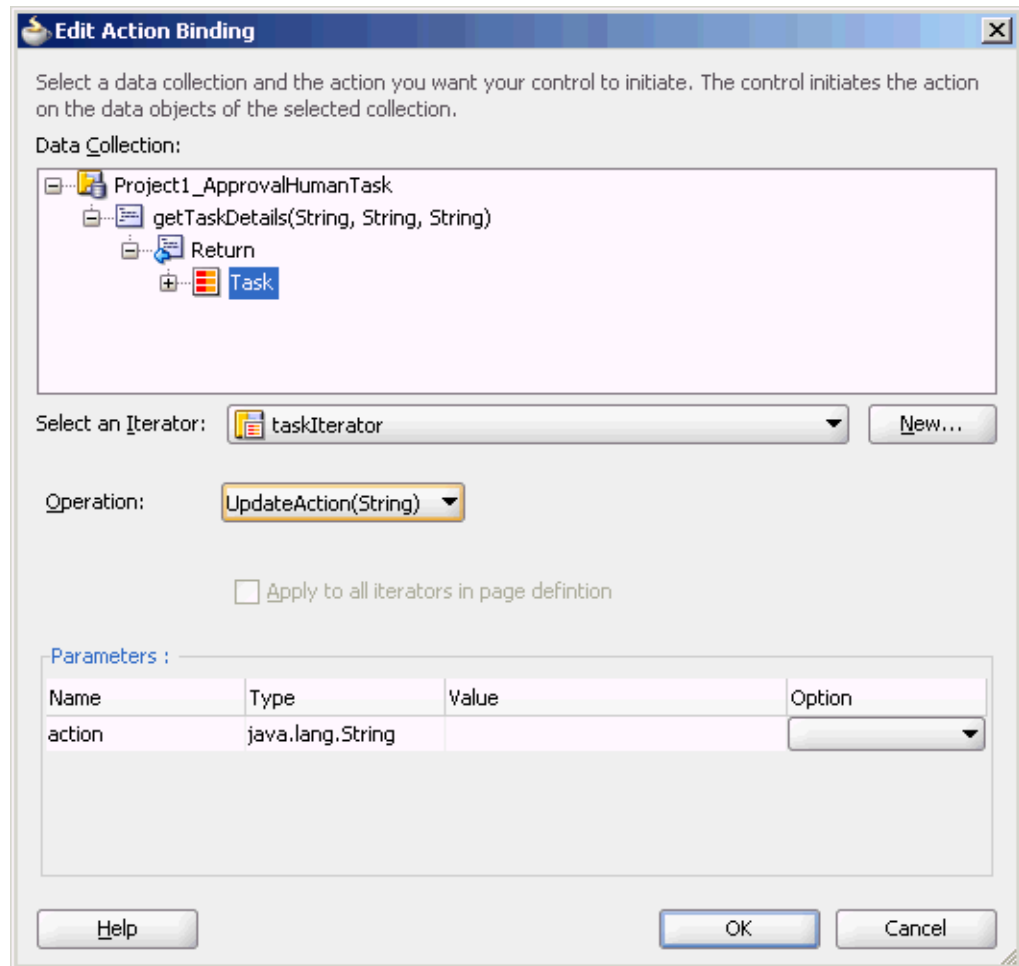 Edit Action Binding
Select a data collection and the action you want your control to initiate. The control initiates the action
on the data objects of the selected collection.
Data Collection:
Project1_ApprovalHumanTask
getTaskDetails(String, String, String)
Return
Task
Select an Iterator: taskIterator New...
Operation: UpdateAction(String)
Apply to all iterators in page defintion
Parameters :
Name Type Value Option
action java.lang.String
Help OK Cancel